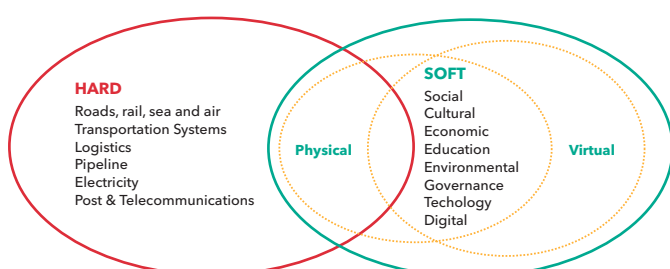 HARD
Roads, rail, sea and air
Transportation Systems
Logistics
Pipeline
Electricity
Post & Telecommunications
Physical
SOFT
Social
Cultural
Economic
Education
Environmental
Governance
Techology
Digital
Virtual